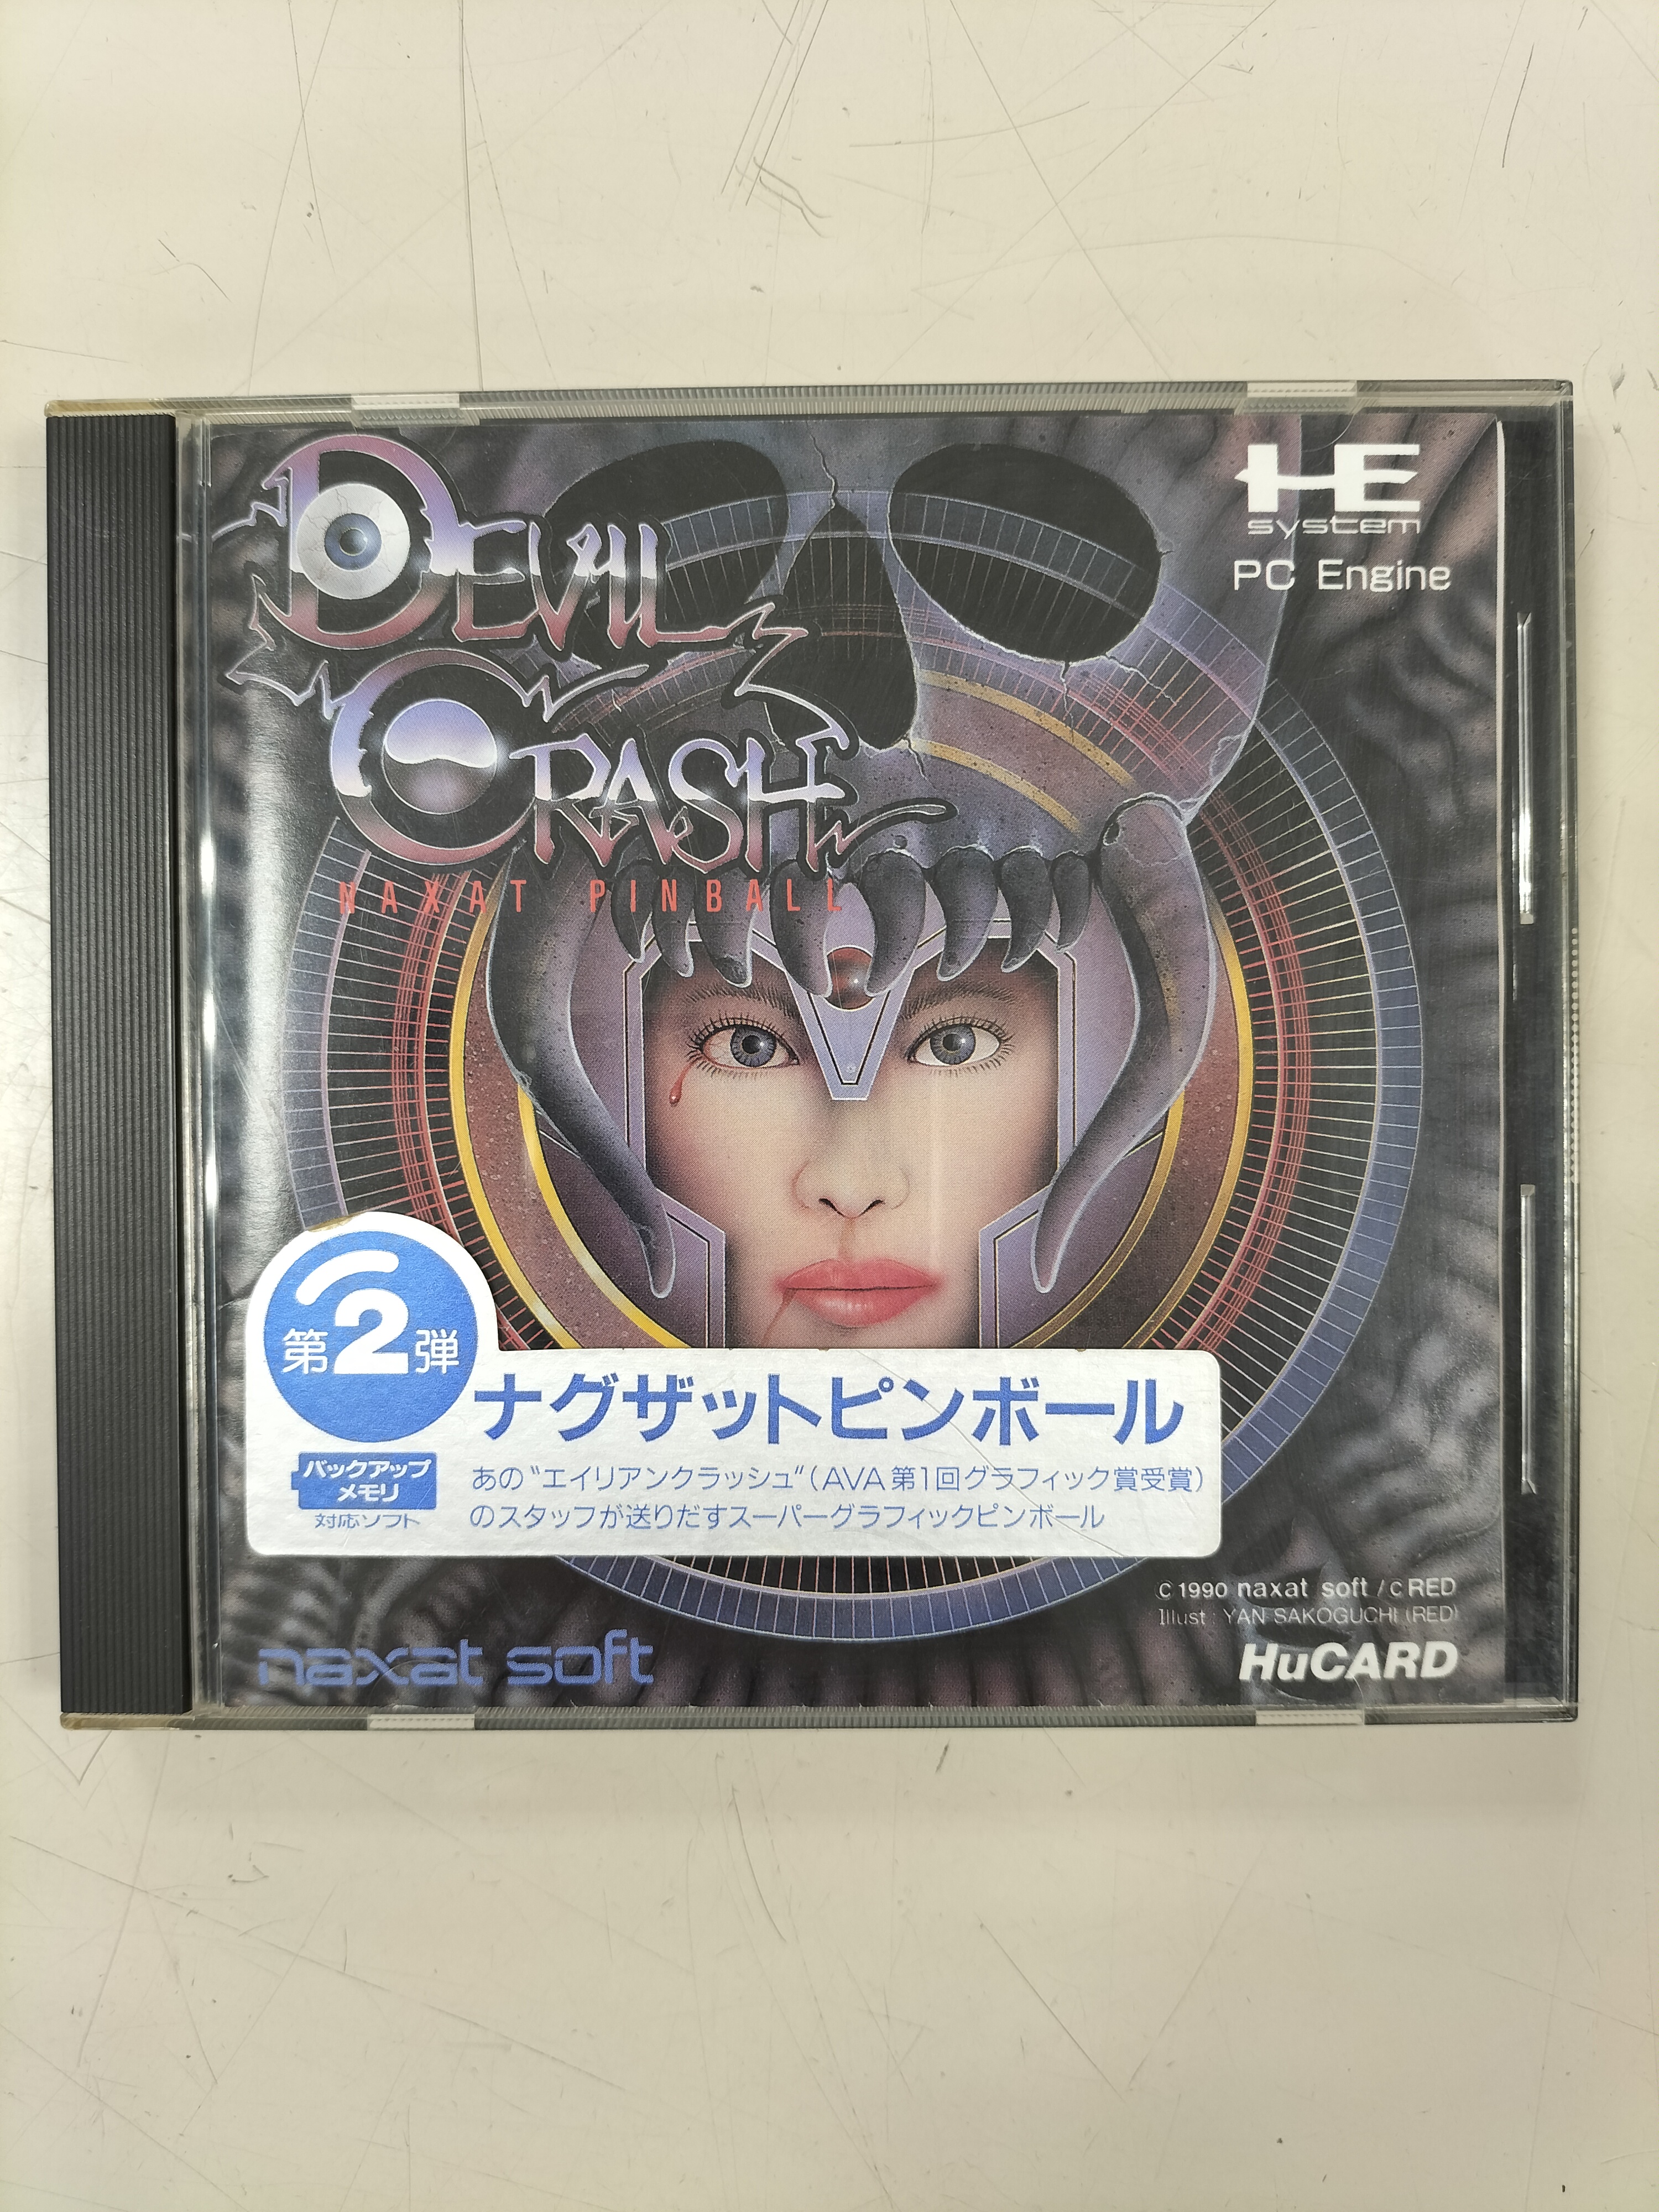 DEVIL
CRASH
NAXAT PINBALL
HE
system
PC Engine
第2弾
ナグザットピンボール
バックアップ
メモリ
対応ソフト
あの"エイリアンクラッシュ"(AVA第1回グラフィック賞受賞)
のスタッフが送りだすスーパーグラフィックピンボール
C 1990 naxat soft / C RED
Illust : YAN SAKOGUCHI (RED)
naxat soft
HuCARD